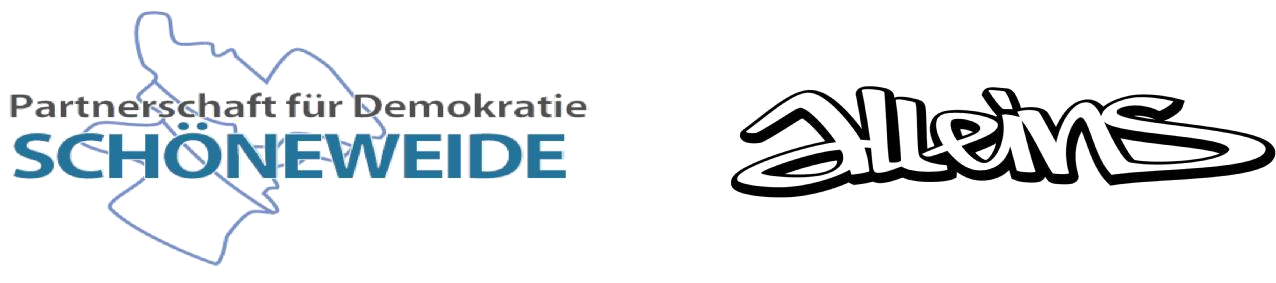 Partnerschaft für Demokratie
SCHÖNEWEIDE
alleins